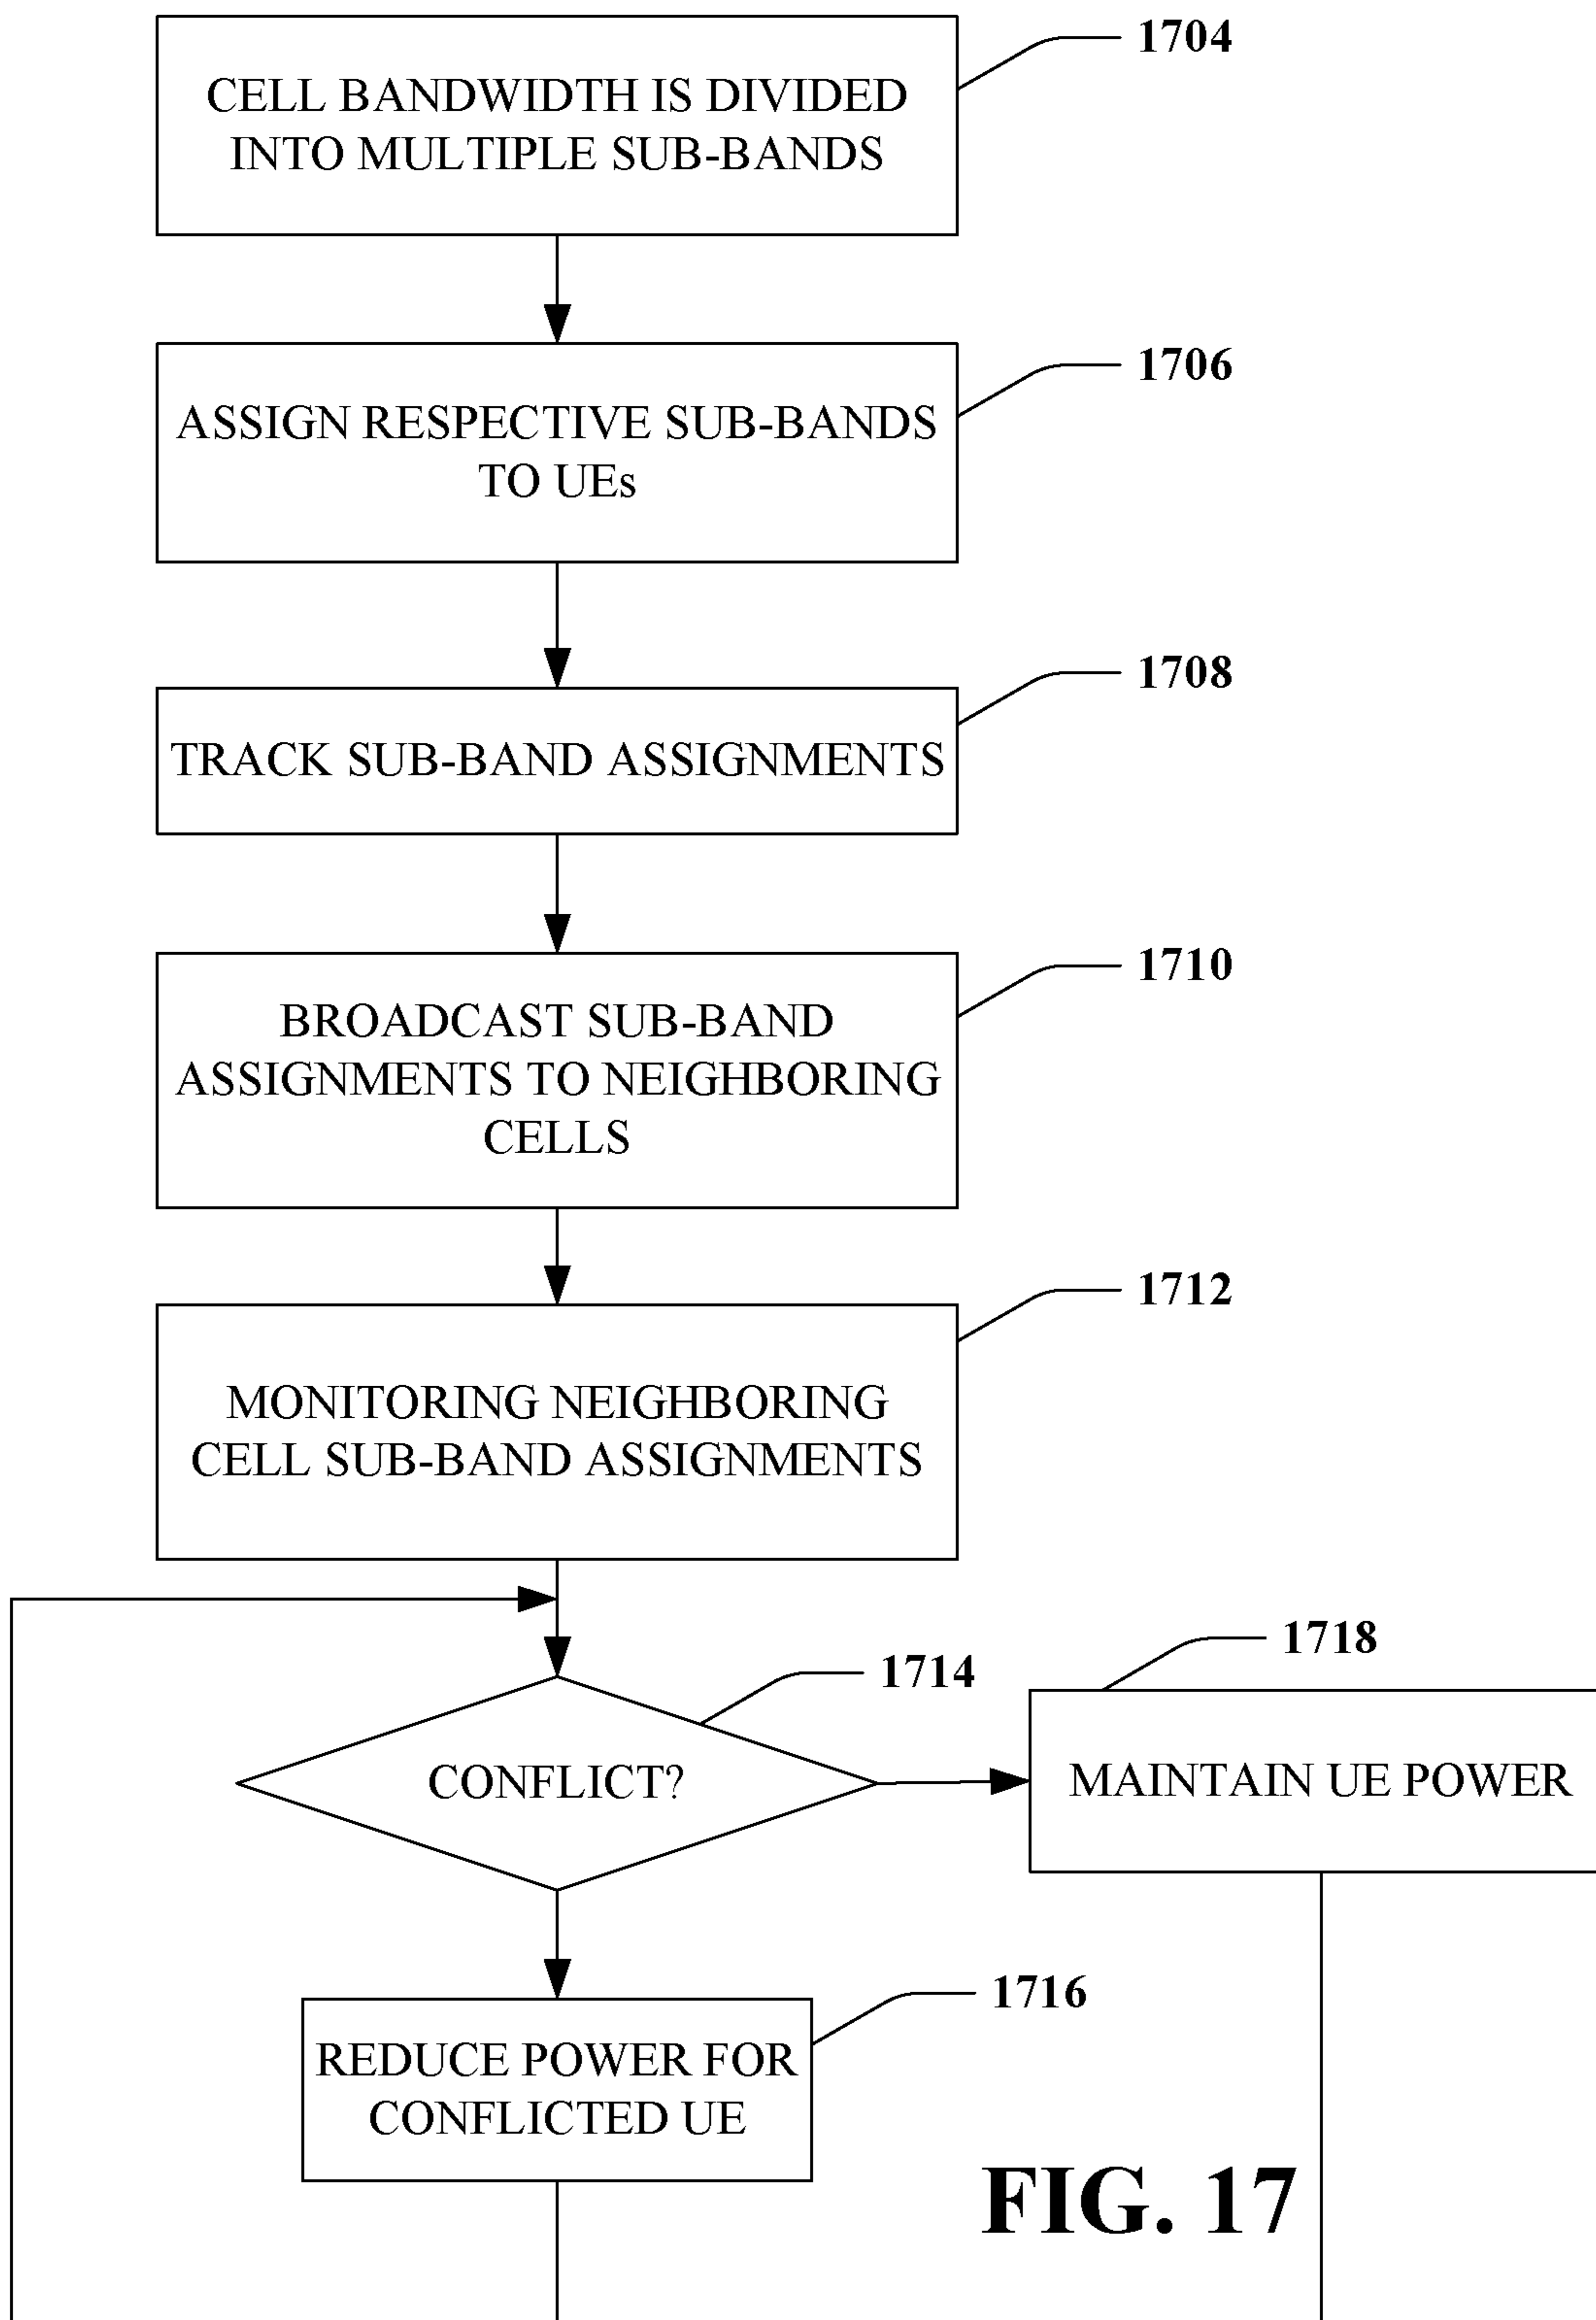 1704
CELL BANDWIDTH IS DIVIDED
INTO MULTIPLE SUB-BANDS
1706
ASSIGN RESPECTIVE SUB-BANDS
TO UEs
1708
TRACK SUB-BAND ASSIGNMENTS
1710
BROADCAST SUB-BAND
ASSIGNMENTS TO NEIGHBORING
CELLS
1712
MONITORING NEIGHBORING
CELL SUB-BAND ASSIGNMENTS
1714
CONFLICT?
1718
MAINTAIN UE POWER
1716
REDUCE POWER FOR
CONFLICTED UE
FIG. 17